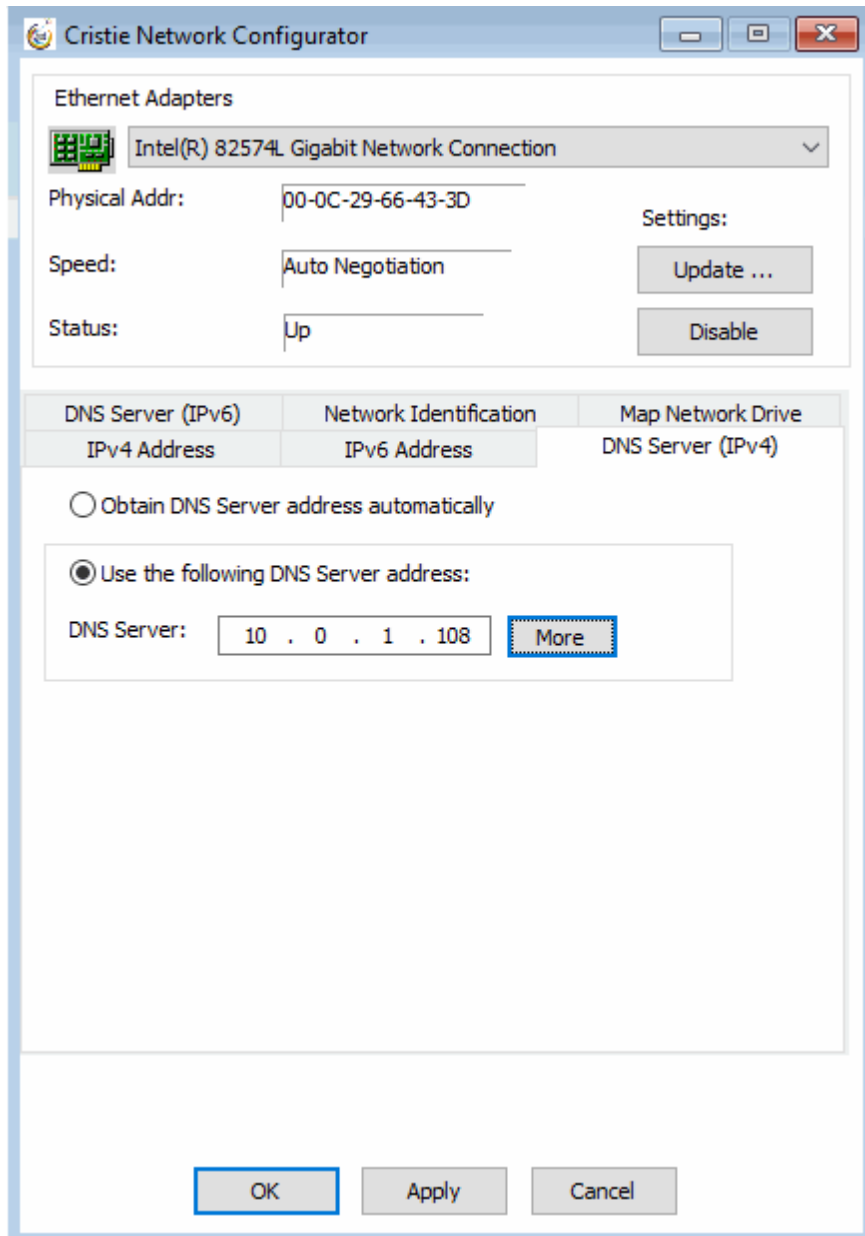 Cristie Network Configurator
Ethernet Adapters
Intel(R) 82574L Gigabit Network Connection
Physical Addr:
00-0C-29-66-43-3D
Settings:
Speed:
Auto Negotiation
Update ...
Status:
Up
Disable
DNS Server (IPv6)
Network Identification
Map Network Drive
IPv4 Address
IPv6 Address
DNS Server (IPv4)
Obtain DNS Server address automatically
Use the following DNS Server address:
DNS Server:
10 . 0 . 1 . 108
More
OK
Apply
Cancel